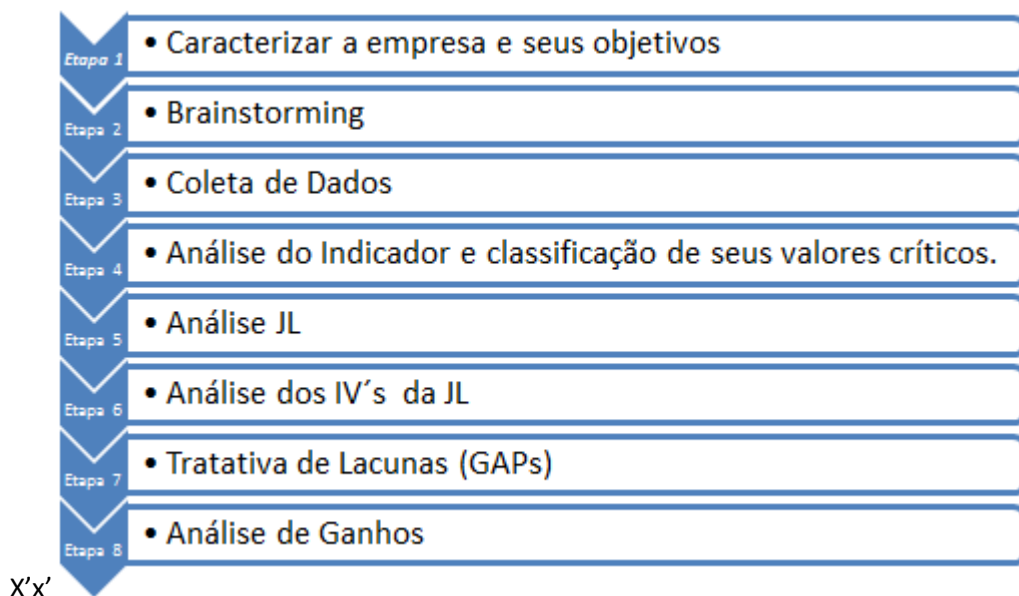 Etapa 1 • Caracterizar a empresa e seus objetivos
Etapa 2 • Brainstorming
Etapa 3 • Coleta de Dados
Etapa 4 • Análise do Indicador e classificação de seus valores críticos.
Etapa 5 • Análise JL
Etapa 6 • Análise dos IV´s da JL
Etapa 7 • Tratativa de Lacunas (GAPs)
Etapa 8 • Análise de Ganhos
X’x’